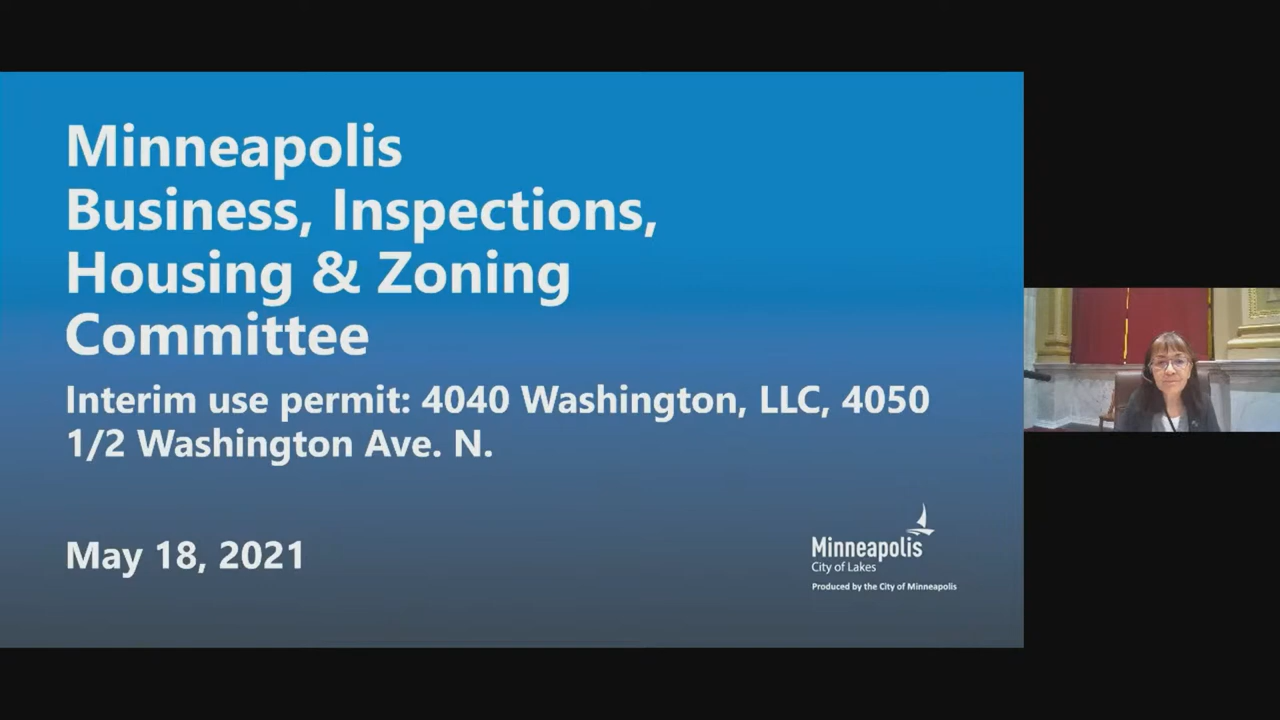 Minneapolis
Business, Inspections,
Housing & Zoning
Committee
Interim use permit: 4040 Washington, LLC, 4050
1/2 Washington Ave. N.
May 18, 2021
Minneapolis
City of Lakes
Produced by the City of Minneapolis